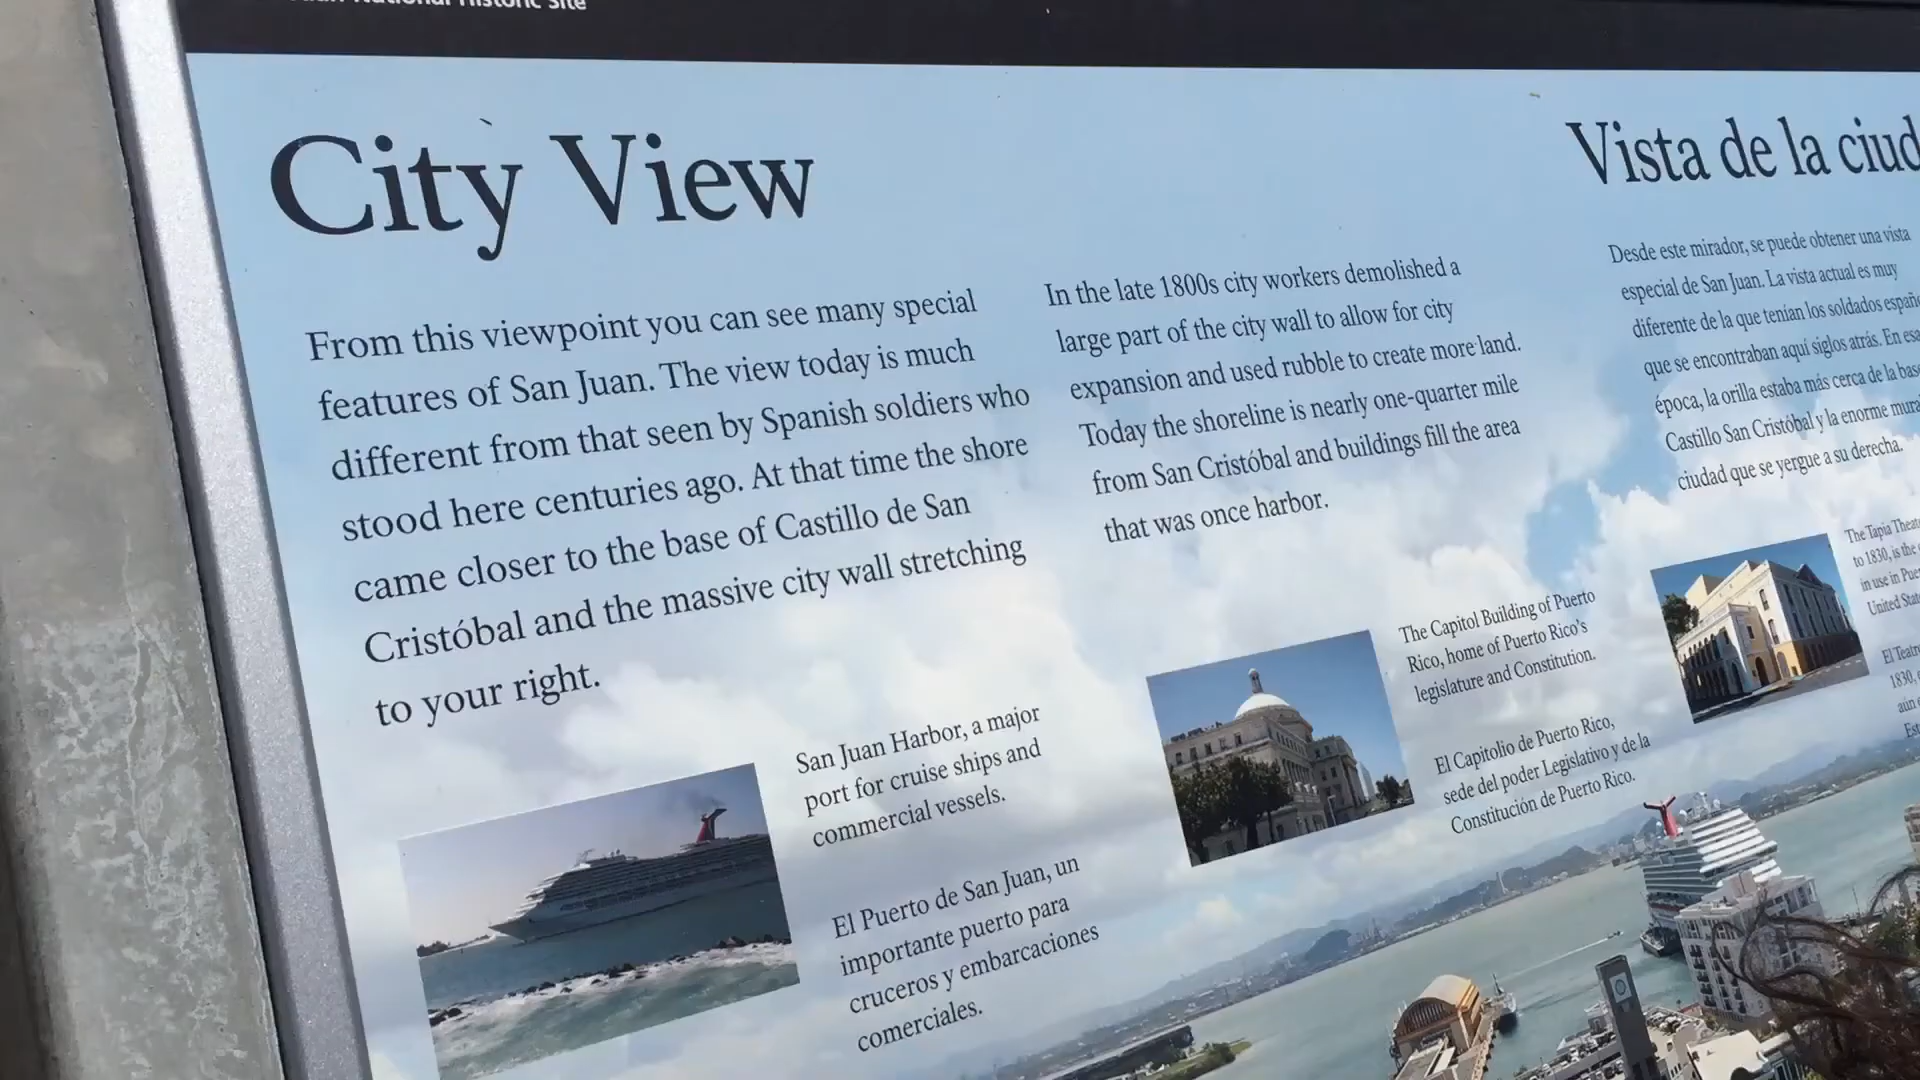 National Historic Site
City View
From this viewpoint you can see many special
features of San Juan. The view today is much
different from that seen by Spanish soldiers who
stood here centuries ago. At that time the shore
came closer to the base of Castillo de San
Cristóbal and the massive city wall stretching
to your right.
In the late 1800s city workers demolished a
large part of the city wall to allow for city
expansion and used rubble to create more land.
Today the shoreline is nearly one-quarter mile
from San Cristóbal and buildings fill the area
that was once harbor.
Vista de la
Desde este mirador, se puede obtener una vista
especial de San Juan. La vista actual es muy
diferente de la que tenían los soldados
que se encontraban aquí siglos atrás. En
época, la orilla estaba más cerca de la
Castillo San Cristóbal y la enorme
ciudad que se yergue a su derecha.
San Juan Harbor, a major
port for cruise ships and
commercial vessels.
El Puerto de San Juan, un
importante puerto para
cruceros y embarcaciones
comerciales.
The Capitol Building of Puerto
Rico, home of Puerto Rico's
legislature and Constitution.
El Capitolio de Puerto Rico,
sede del poder Legislativo y de la
Constitución de Puerto Rico.
The Tapia
to 1830, is the
in use in
United
El
1830,
aún